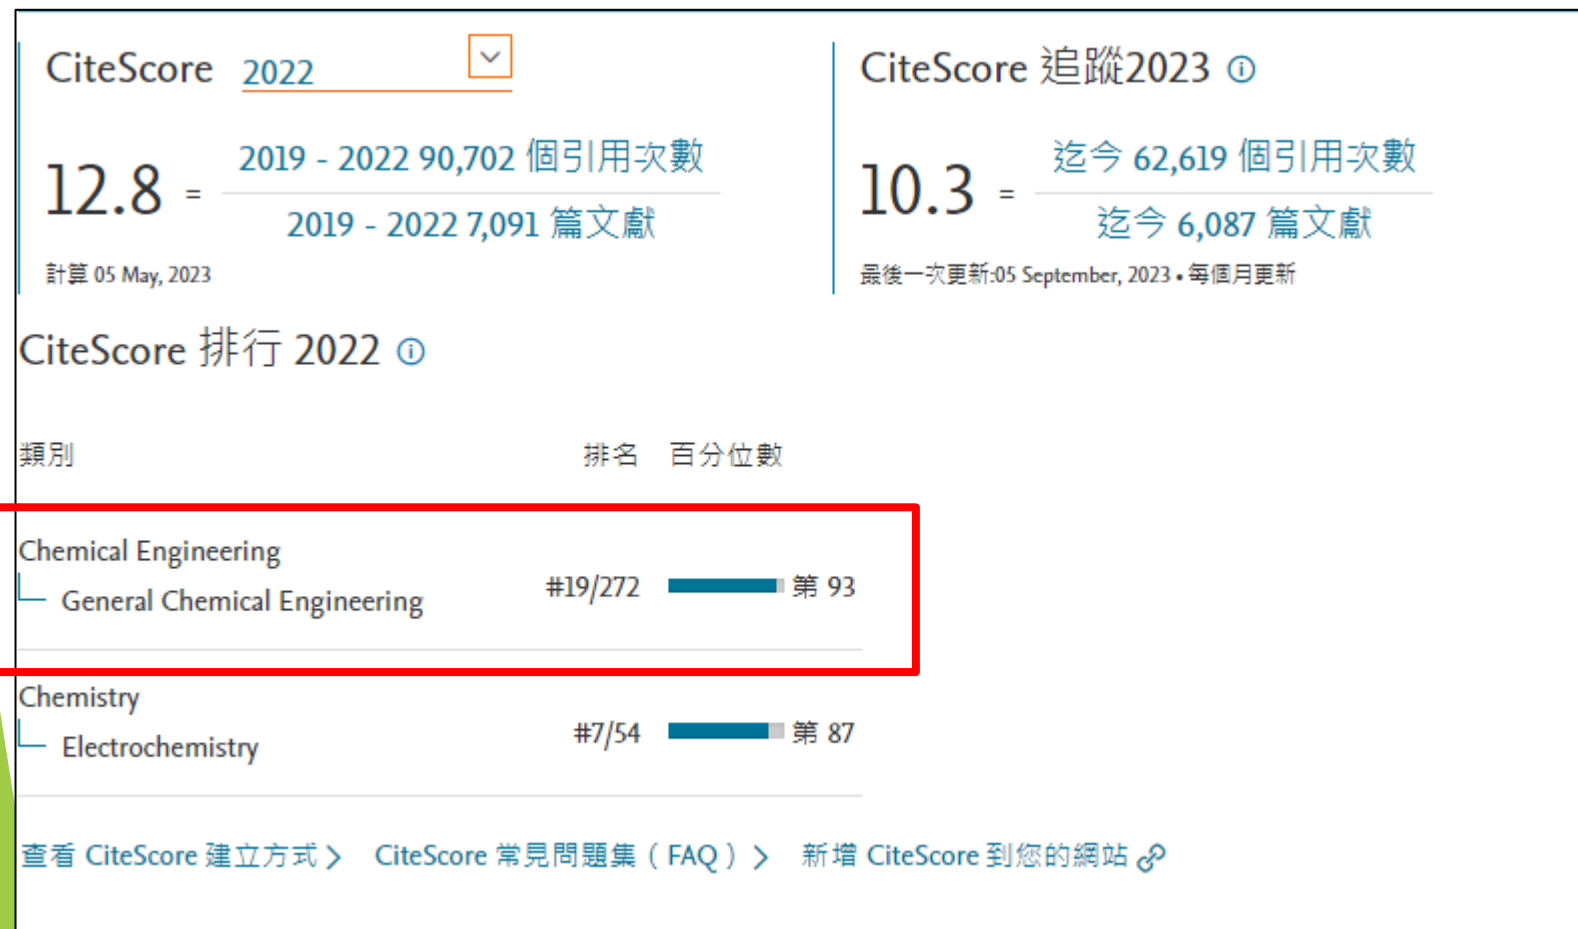 CiteScore 2022
12.8 = 2019 - 2022 90,702 個引用次數
2019 - 2022 7,091 篇文獻
計算 05 May, 2023
CiteScore 追蹤2023
10.3 = 迄今 62,619 個引用次數
迄今 6,087 篇文獻
最後一次更新:05 September, 2023 • 每個月更新
CiteScore 排行 2022
類別 排名 百分位數
Chemical Engineering
General Chemical Engineering #19/272 第 93
Chemistry
Electrochemistry #7/54 第 87
查看 CiteScore 建立方式 > CiteScore 常見問題集（FAQ）> 新增 CiteScore 到您的網站